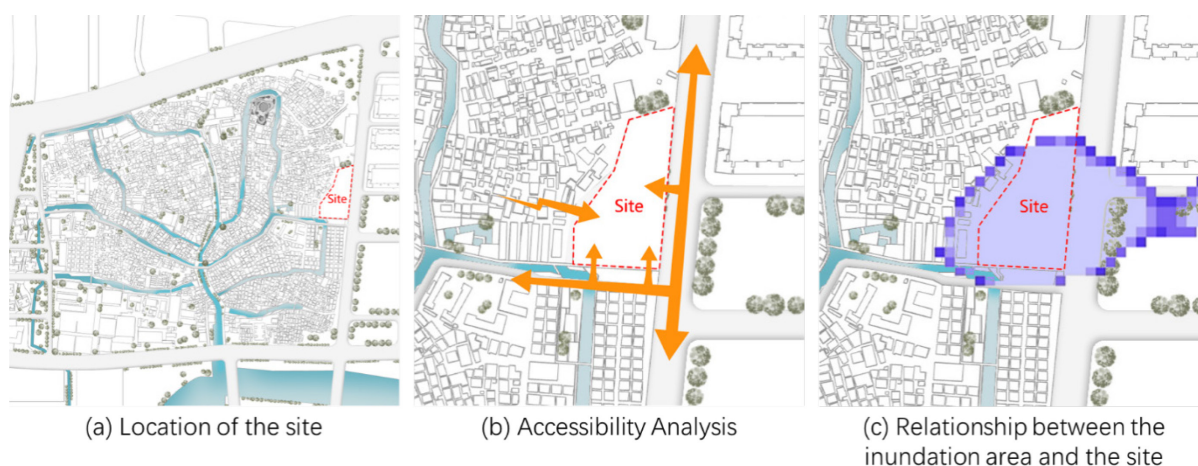 Site
Site
Site
(a) Location of the site
(b) Accessibility Analysis
(c) Relationship between the
inundation area and the site